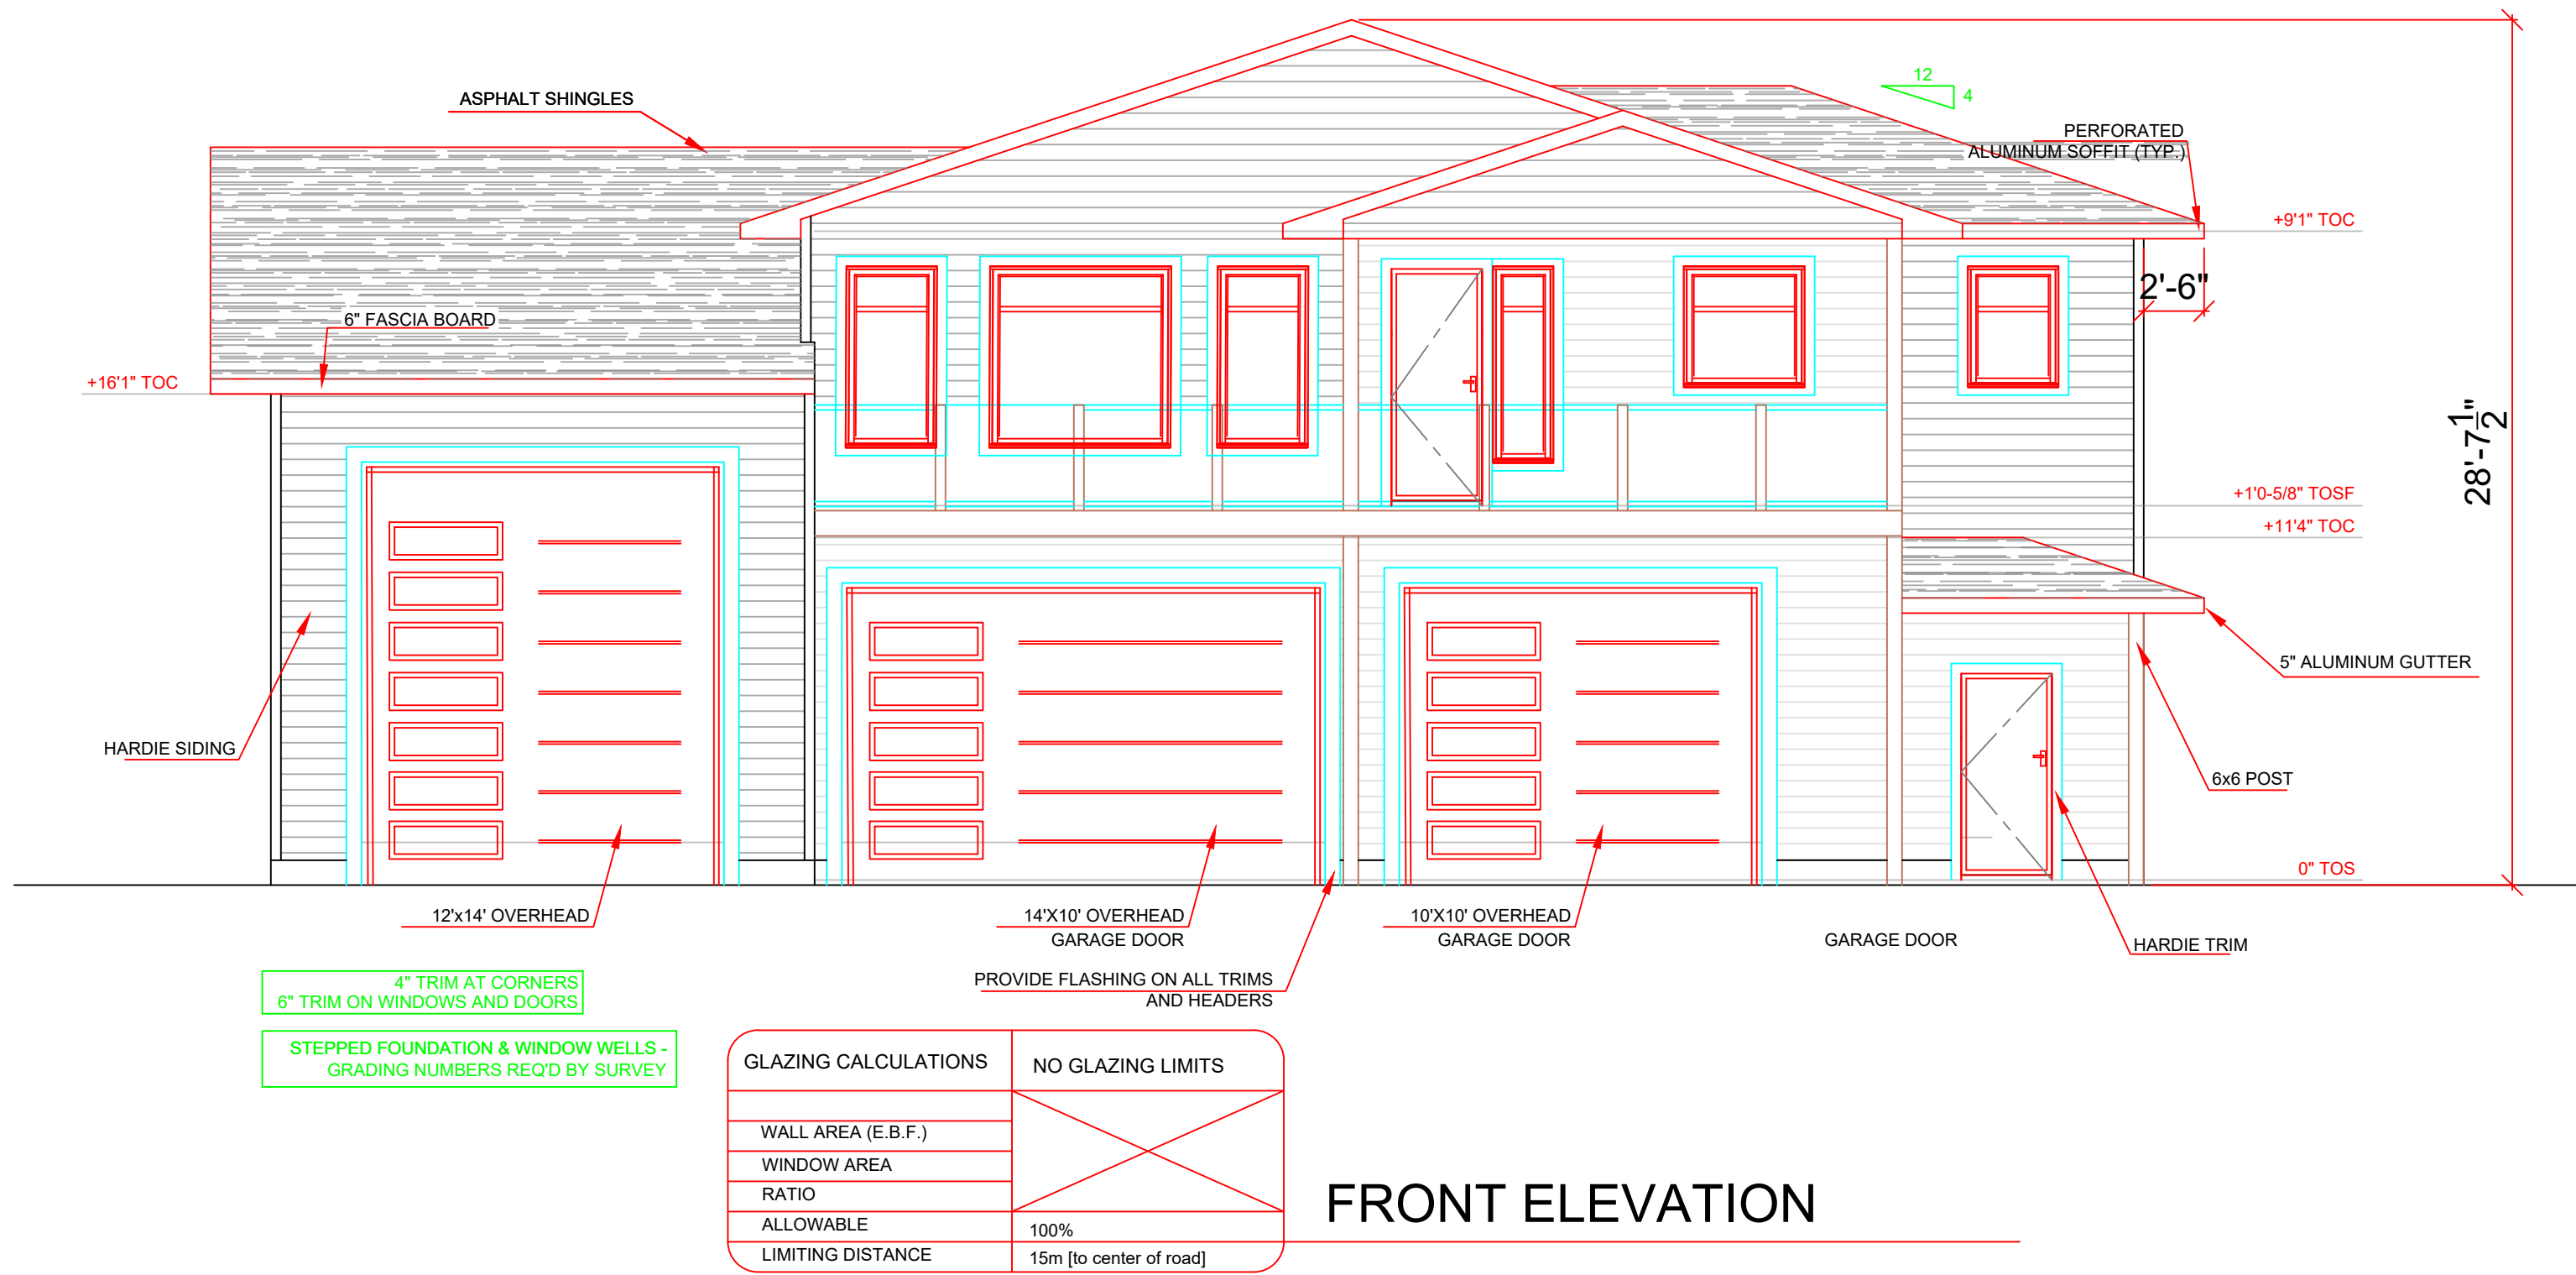 12
4
ASPHALT SHINGLES
PERFORATED
ALUMINUM SOFFIT (TYP.)
+9'1" TOC
2'-6"
6" FASCIA BOARD
+16'1" TOC
28'-7 1/2"
+1'0-5/8" TOSF
+11'4" TOC
5" ALUMINUM GUTTER
HARDIE SIDING
6x6 POST
0" TOS
12'x14' OVERHEAD
14'X10' OVERHEAD
GARAGE DOOR
10'X10' OVERHEAD
GARAGE DOOR
GARAGE DOOR
HARDIE TRIM
PROVIDE FLASHING ON ALL TRIMS
AND HEADERS
4" TRIM AT CORNERS
6" TRIM ON WINDOWS AND DOORS
STEPPED FOUNDATION & WINDOW WELLS -
GRADING NUMBERS REQ'D BY SURVEY
GLAZING CALCULATIONS
NO GLAZING LIMITS
WALL AREA (E.B.F.)
WINDOW AREA
RATIO
ALLOWABLE
100%
LIMITING DISTANCE
15m [to center of road]
FRONT ELEVATION